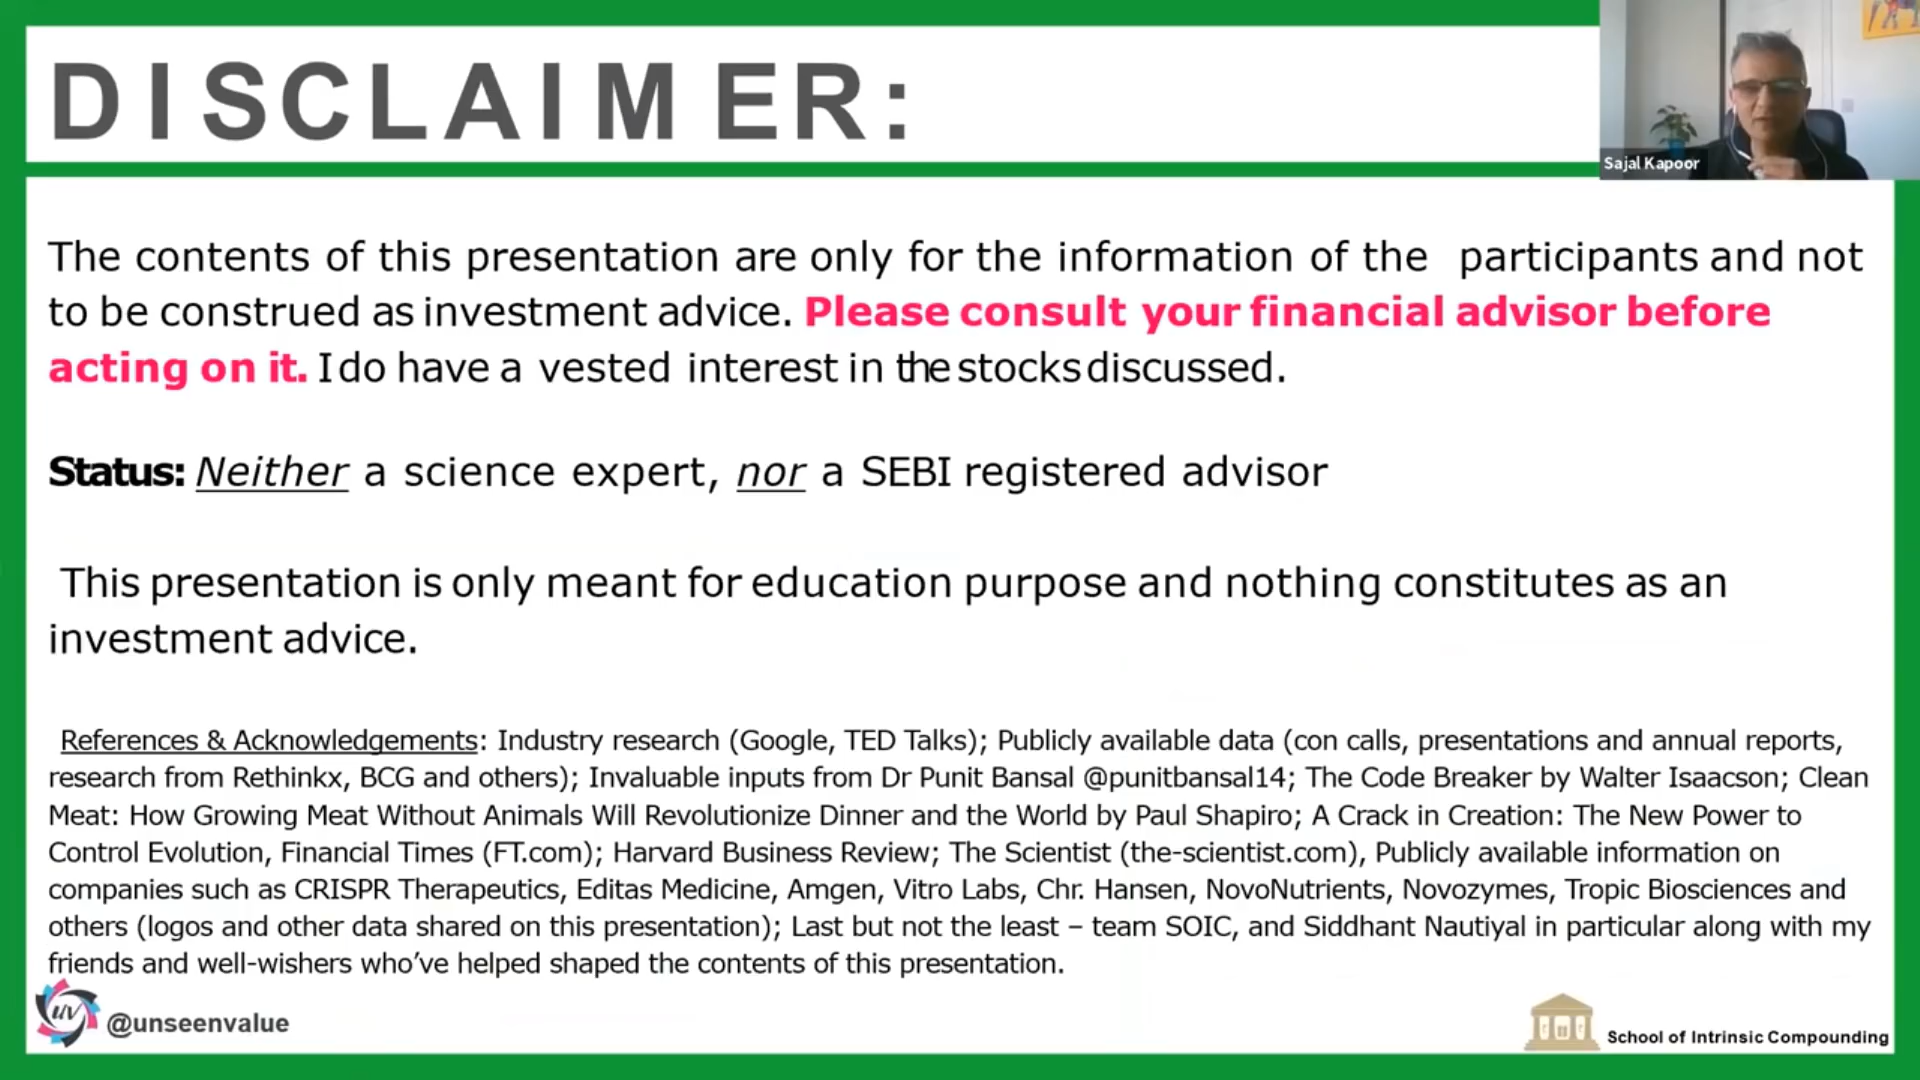 DISCLAIMER:
Sajal Kapoor
The contents of this presentation are only for the information of the participants and not
to be construed as investment advice. Please consult your financial advisor before
acting on it. I do have a vested interest in the stocks discussed.
Status: Neither a science expert, nor a SEBI registered advisor
This presentation is only meant for education purpose and nothing constitutes as an
investment advice.
References & Acknowledgements: Industry research (Google, TED Talks); Publicly available data (con calls, presentations and annual reports,
research from Rethinkx, BCG and others); Invaluable inputs from Dr Punit Bansal @punitbansal14; The Code Breaker by Walter Isaacson; Clean
Meat: How Growing Meat Without Animals Will Revolutionize Dinner and the World by Paul Shapiro; A Crack in Creation: The New Power to
Control Evolution, Financial Times (FT.com); Harvard Business Review; The Scientist (the-scientist.com), Publicly available information on
companies such as CRISPR Therapeutics, Editas Medicine, Amgen, Vitro Labs, Chr. Hansen, NovoNutrients, Novozymes, Tropic Biosciences and
others (logos and other data shared on this presentation); Last but not the least – team SOIC, and Siddhant Nautiyal in particular along with my
friends and well-wishers who’ve helped shaped the contents of this presentation.
UV @unseenvalue
School of Intrinsic Compounding